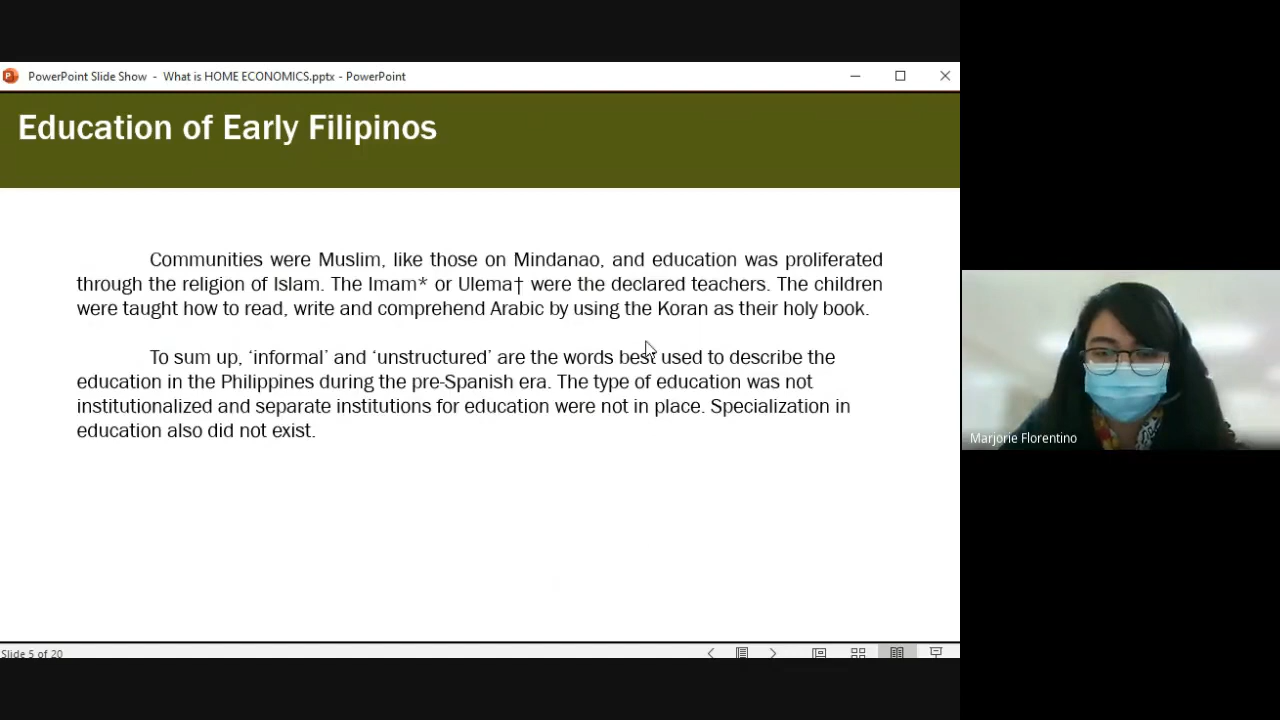 PowerPoint Slide Show - What is HOME ECONOMICS.pptx - PowerPoint
Education of Early Filipinos
Communities were Muslim, like those on Mindanao, and education was proliferated
through the religion of Islam. The Imam* or Ulema† were the declared teachers. The children
were taught how to read, write and comprehend Arabic by using the Koran as their holy book.
To sum up, ‘informal’ and ‘unstructured’ are the words best used to describe the
education in the Philippines during the pre-Spanish era. The type of education was not
institutionalized and separate institutions for education were not in place. Specialization in
education also did not exist.
Marjorie Florentino
Slide 5 of 20